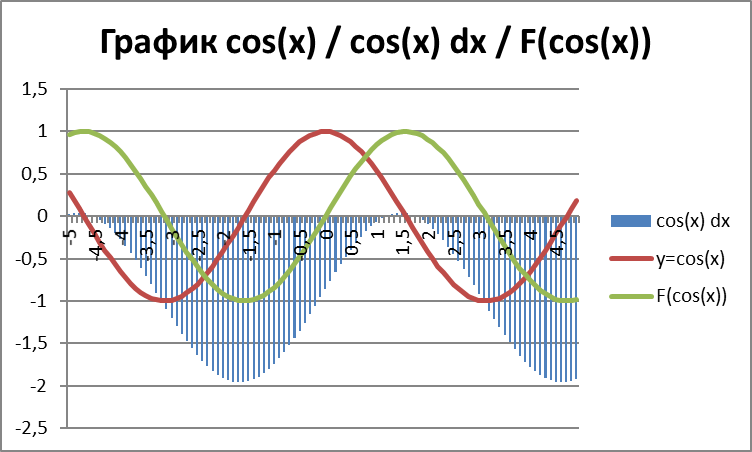 График cos(x) / cos(x) dx / F(cos(x))
1,5
1
0,5
0
-0,5
-1
-1,5
-2
-2,5
-5 -4,5 -4 -3,5 -3 -2,5 -2 -1,5 -1 -0,5 0 0,5 1 1,5 2 2,5 3 3,5 4 4,5
cos(x) dx
y=cos(x)
F(cos(x))